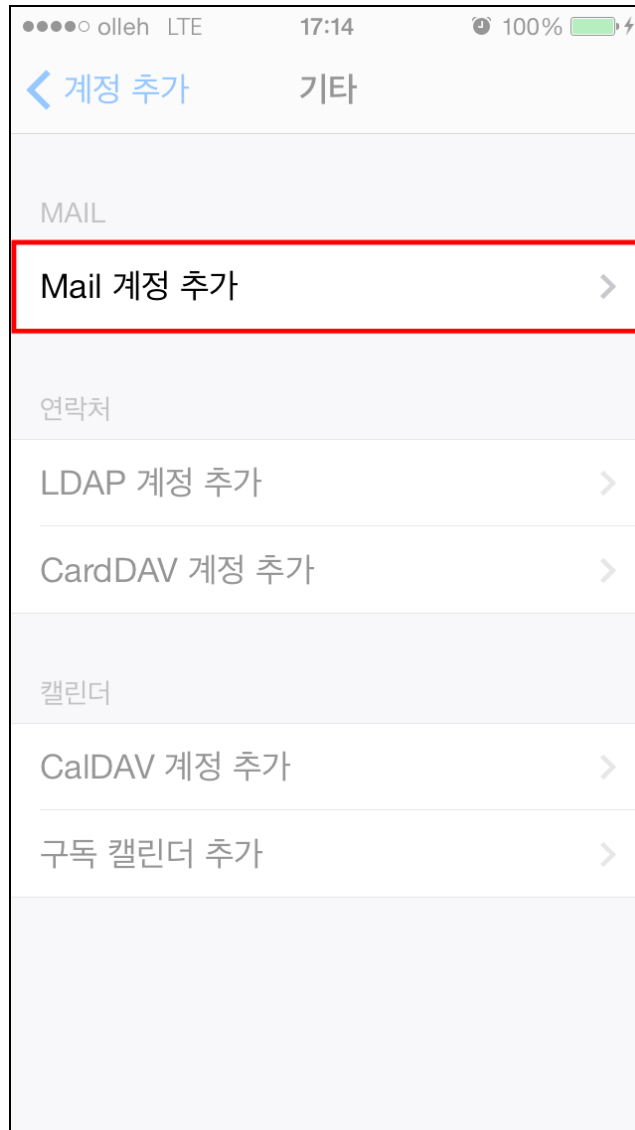 olleh LTE 17:14 100%
계정 추가 기타
MAIL
Mail 계정 추가
연락처
LDAP 계정 추가
CardDAV 계정 추가
캘린더
CalDAV 계정 추가
구독 캘린더 추가